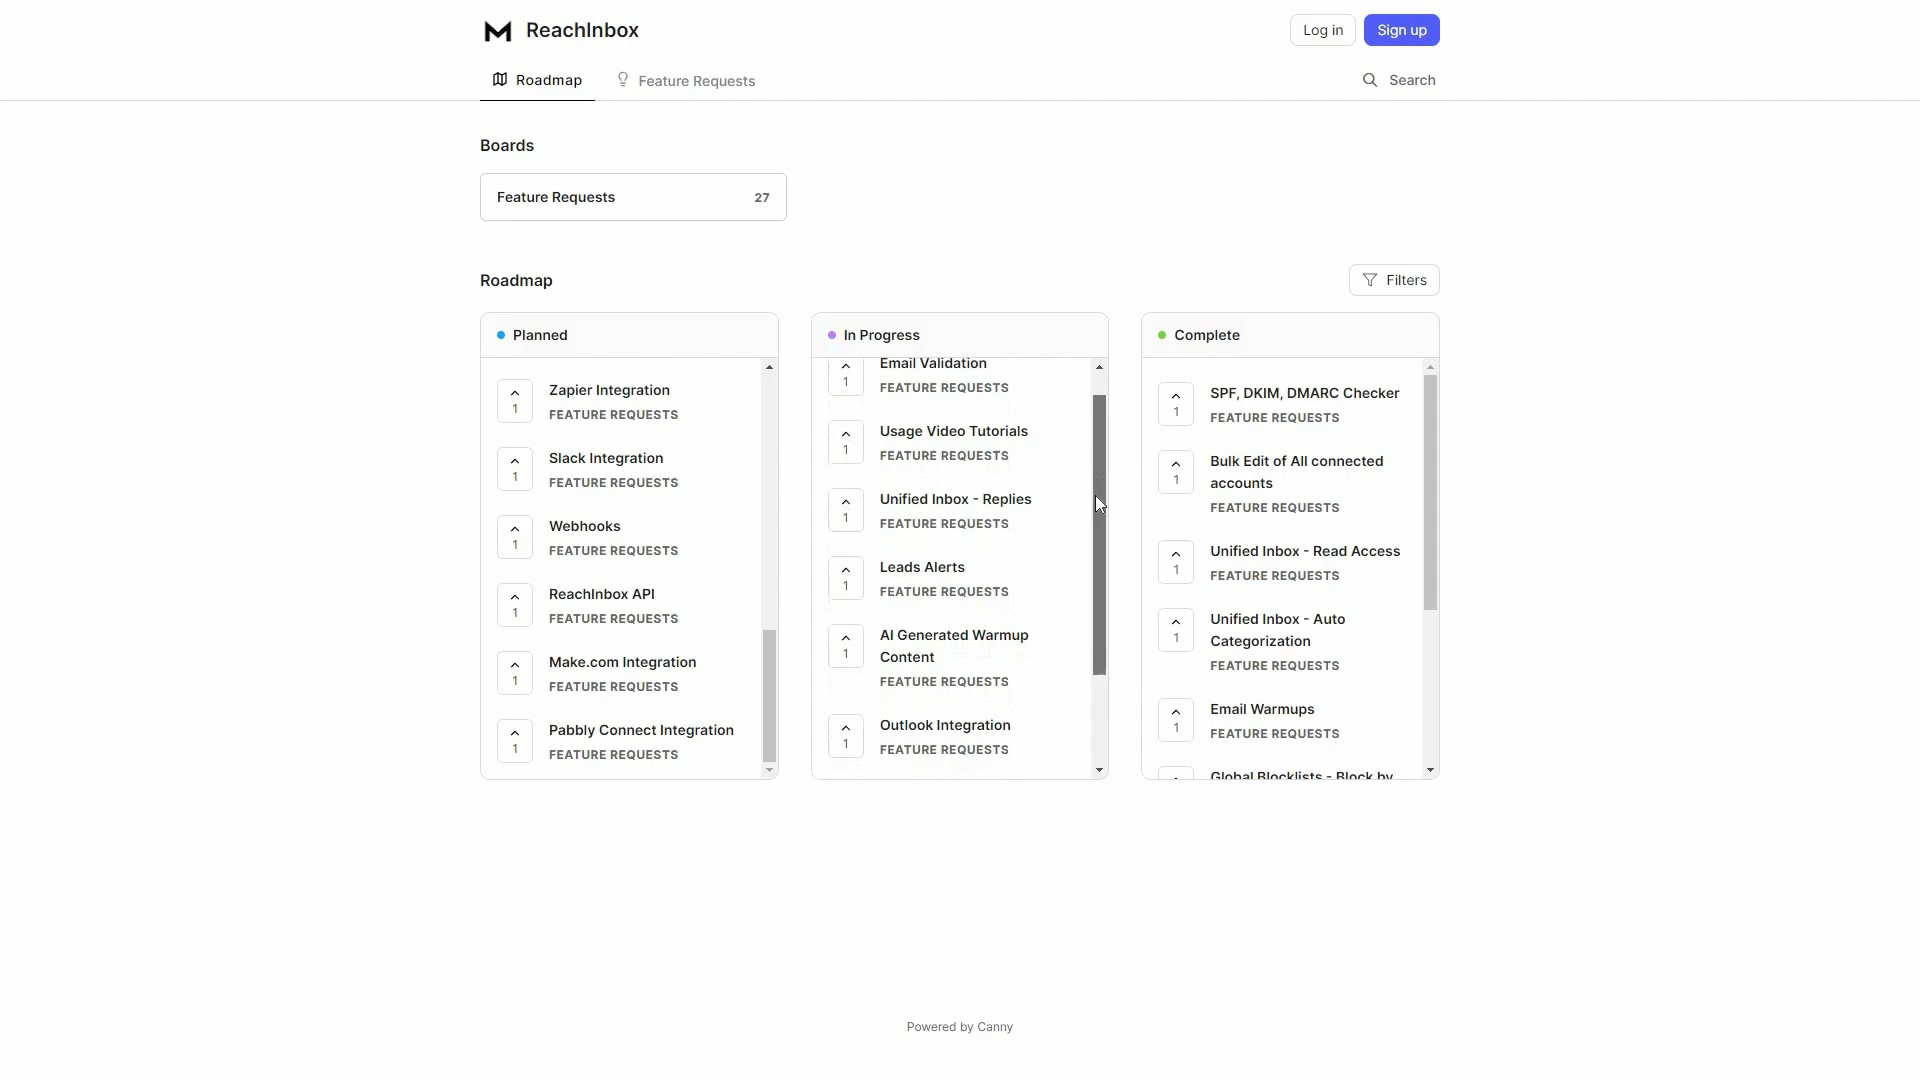 ReachInbox
Log in
Sign up
Roadmap
Feature Requests
Search
Boards
Feature Requests
27
Roadmap
Filters
Planned
Zapier Integration
1
FEATURE REQUESTS
Slack Integration
1
FEATURE REQUESTS
Webhooks
1
FEATURE REQUESTS
ReachInbox API
1
FEATURE REQUESTS
Make.com Integration
1
FEATURE REQUESTS
Pabbly Connect Integration
1
FEATURE REQUESTS
In Progress
Email Validation
1
FEATURE REQUESTS
Usage Video Tutorials
1
FEATURE REQUESTS
Unified Inbox - Replies
1
FEATURE REQUESTS
Leads Alerts
1
FEATURE REQUESTS
AI Generated Warmup
Content
1
FEATURE REQUESTS
Outlook Integration
1
FEATURE REQUESTS
Complete
SPF, DKIM, DMARC Checker
1
FEATURE REQUESTS
Bulk Edit of All connected
accounts
1
FEATURE REQUESTS
Unified Inbox - Read Access
1
FEATURE REQUESTS
Unified Inbox - Auto
Categorization
1
FEATURE REQUESTS
Email Warmups
1
FEATURE REQUESTS
Global Blocklists - Block by
Powered by Canny